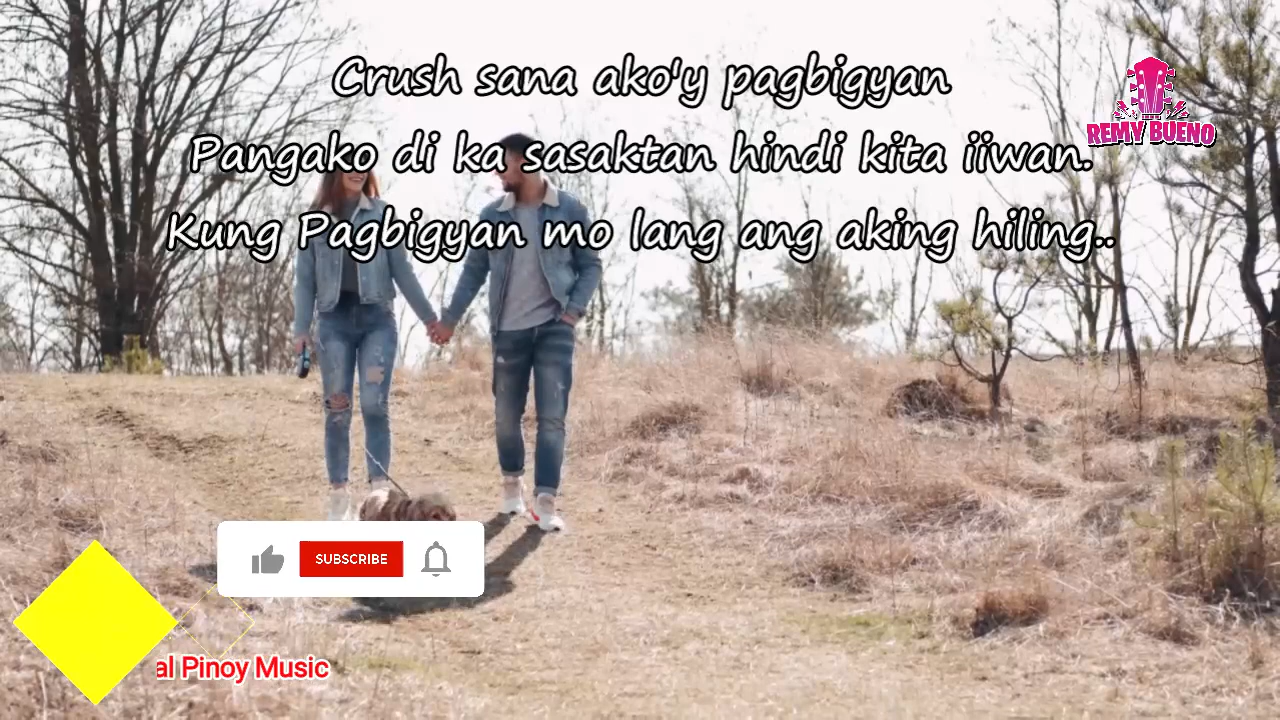 Crush sana ako'y pagbigyan
REMY BUENO
Pangako di ka sasaktan hindi kita iiwan.
Kung Pagbigyan mo lang ang aking hiling..
SUBSCRIBE
al Pinoy Music